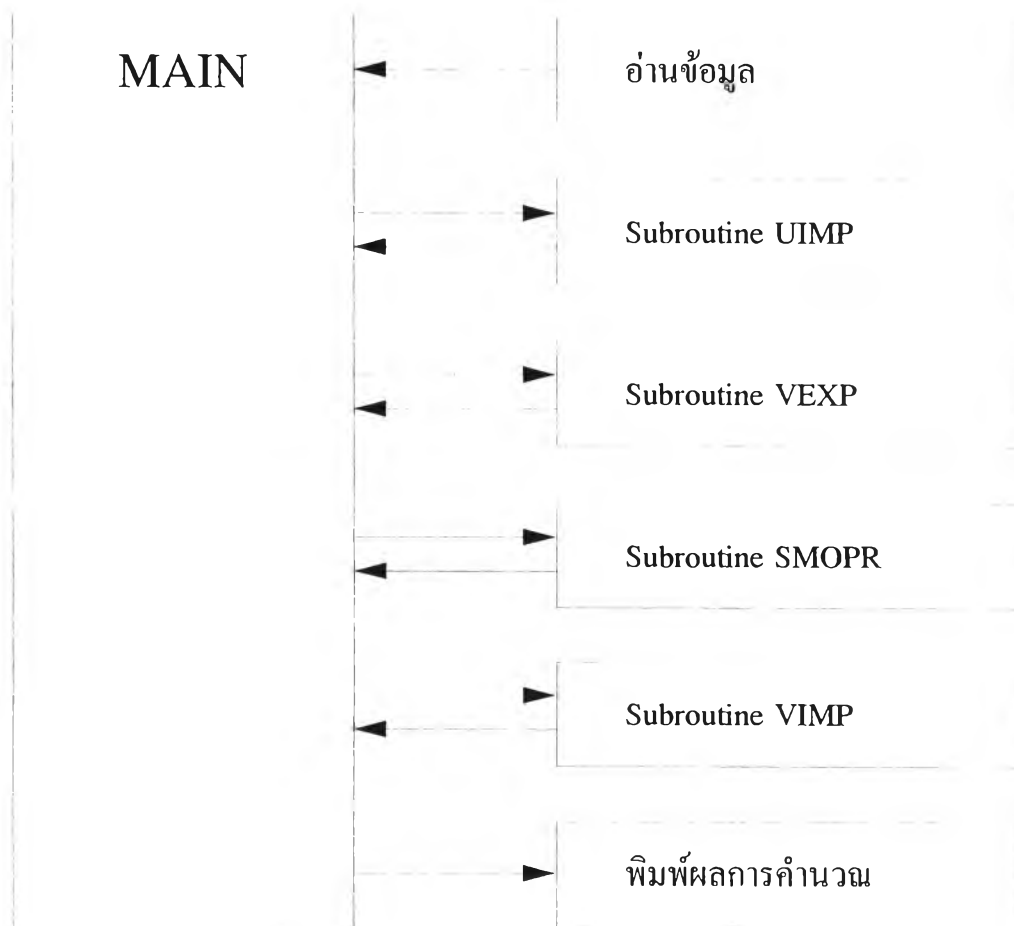 MAIN
อ่านข้อมูล
Subroutine UIMP
Subroutine VEXP
Subroutine SMOPR
Subroutine VIMP
พิมพ์ผลการคำนวณ